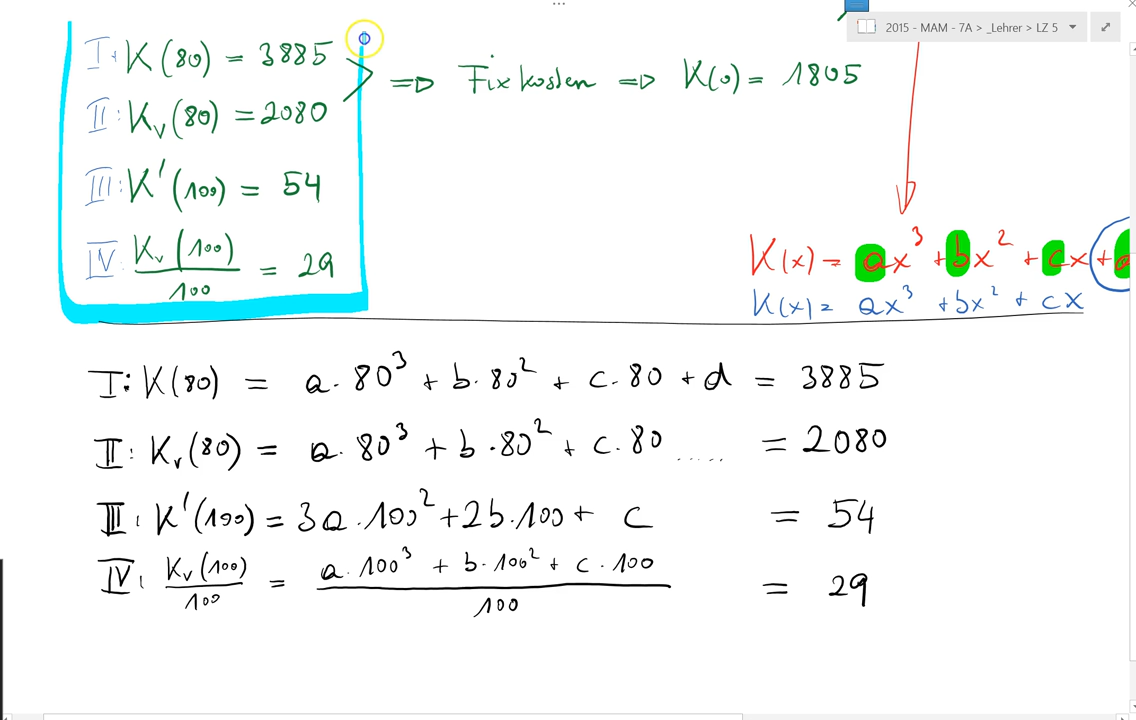 2015 - MAM - 7A > _Lehrer > LZ 5
I: K(80) = 3885
=> Fixkosten => K(0) = 1805
II: Kᵥ(80) = 2080
III: K'(100) = 54
IV Kᵥ(100)/100 = 29
K(x) = ax³ + bx² + cx +
K(x) = ax³ + bx² + cx
I: K(80) = a·80³ + b·80² + c·80 + d = 3885
II: Kᵥ(80) = a·80³ + b·80² + c·80 ..... = 2080
III: K'(100) = 3a·100² + 2b·100 + c = 54
IV: Kᵥ(100)/100 = (a·100³ + b·100² + c·100)/100 = 29